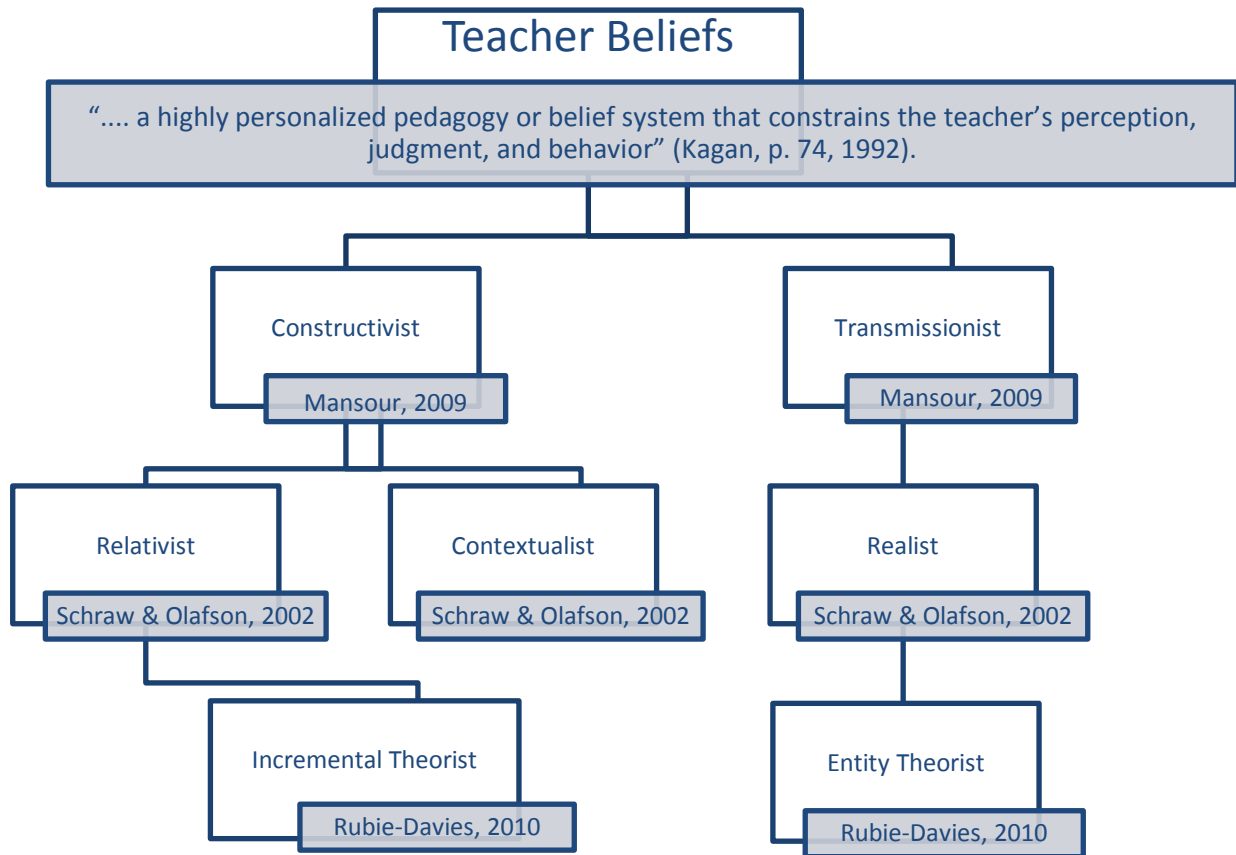 Teacher Beliefs
“.... a highly personalized pedagogy or belief system that constrains the teacher’s perception,
judgment, and behavior” (Kagan, p. 74, 1992).
Constructivist
Mansour, 2009
Transmissionist
Mansour, 2009
Relativist
Schraw & Olafson, 2002
Contextualist
Schraw & Olafson, 2002
Realist
Schraw & Olafson, 2002
Incremental Theorist
Rubie-Davies, 2010
Entity Theorist
Rubie-Davies, 2010